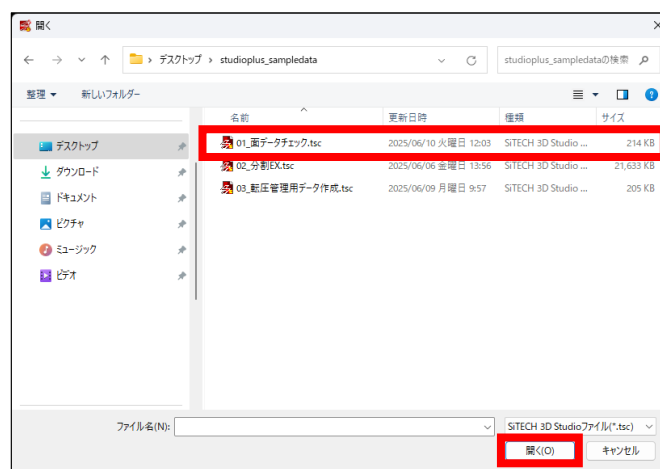 開く
デスクトップ › studioplus_sampledata
studioplus_sampledataの検索
整理 新しいフォルダー
名前 更新日時 種類 サイズ
デスクトップ
ダウンロード
ドキュメント
ピクチャ
ミュージック
ビデオ
01_面データチェック.tsc 2025/06/10 火曜日 12:03 SiTECH 3D Studio ... 214 KB
02_分割EX.tsc 2025/06/06 金曜日 13:56 SiTECH 3D Studio ... 21,633 KB
03_転圧管理用データ作成.tsc 2025/06/09 月曜日 9:57 SiTECH 3D Studio ... 205 KB
ファイル名(N):
SiTECH 3D Studioファイル(*.tsc)
開く(O) キャンセル